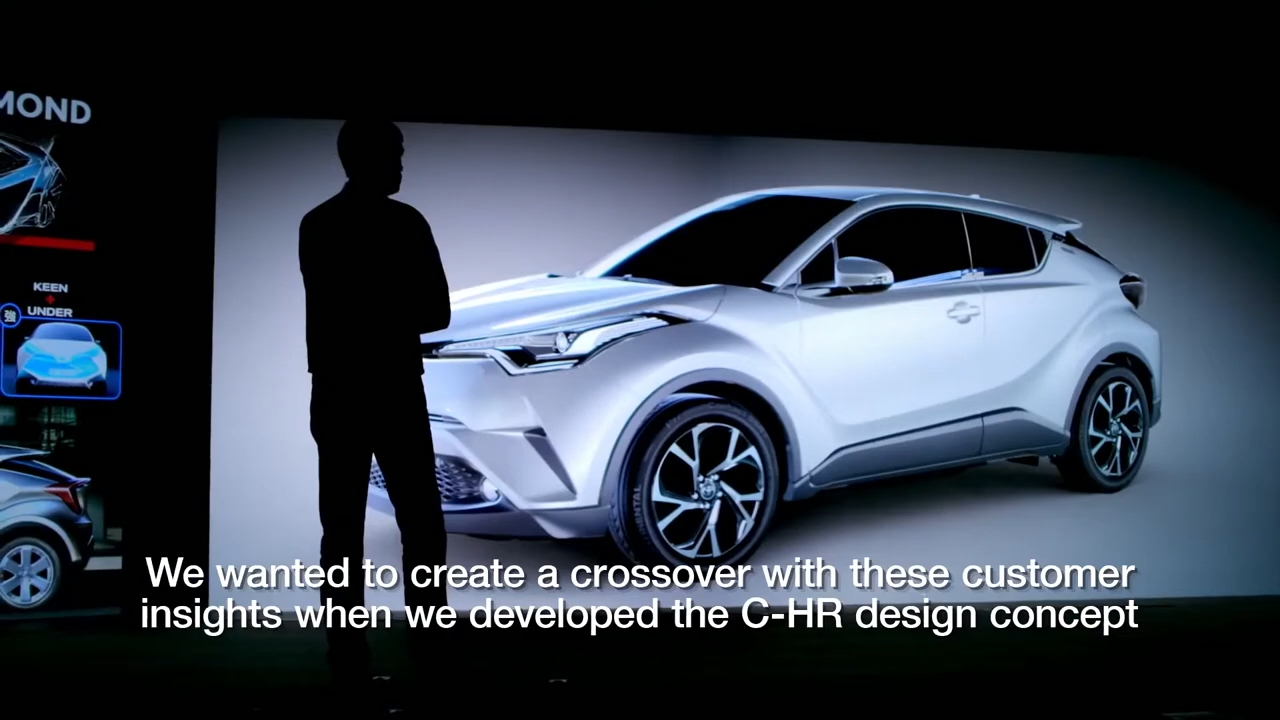 MOND
KEEN
+
UNDER
強
We wanted to create a crossover with these customer
insights when we developed the C-HR design concept